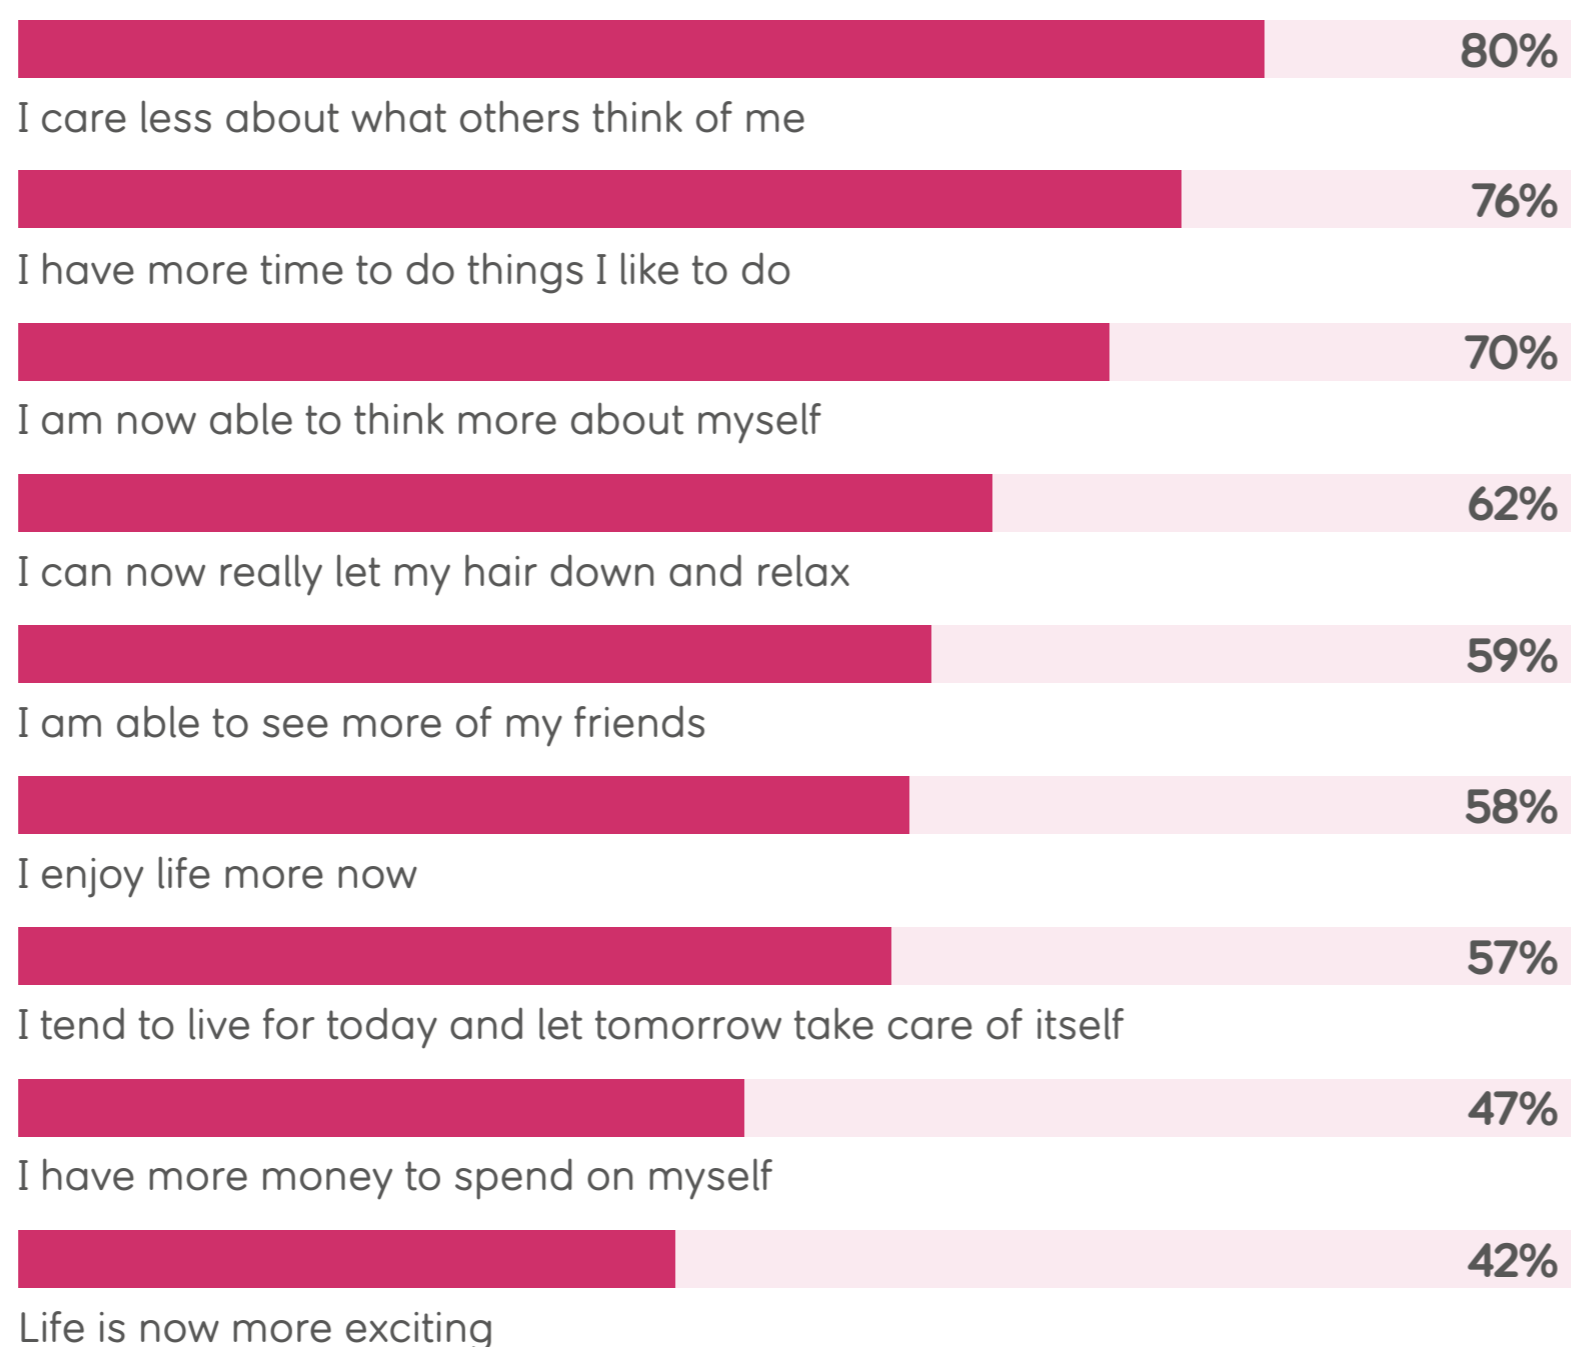 80%
I care less about what others think of me
76%
I have more time to do things I like to do
70%
I am now able to think more about myself
62%
I can now really let my hair down and relax
59%
I am able to see more of my friends
58%
I enjoy life more now
57%
I tend to live for today and let tomorrow take care of itself
47%
I have more money to spend on myself
42%
Life is now more exciting